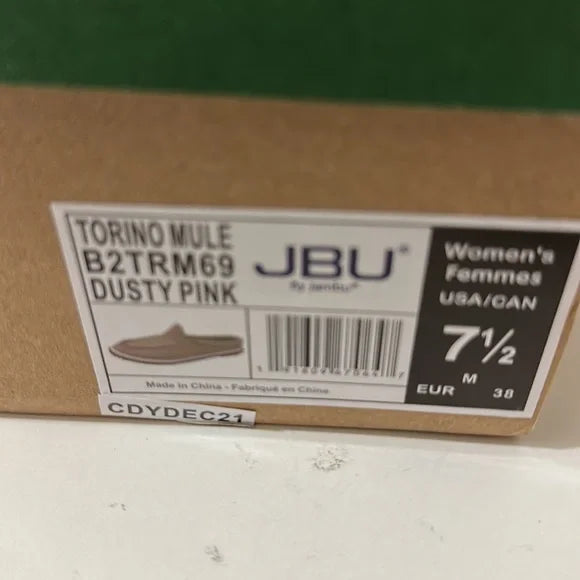 TORINO MULE
B2TRM69
DUSTY PINK
JBU®
By Jambu®
Women's
Femmes
USA/CAN
7½
M
EUR 38
Made in China - Fabriqué en Chine
CDYDEC21